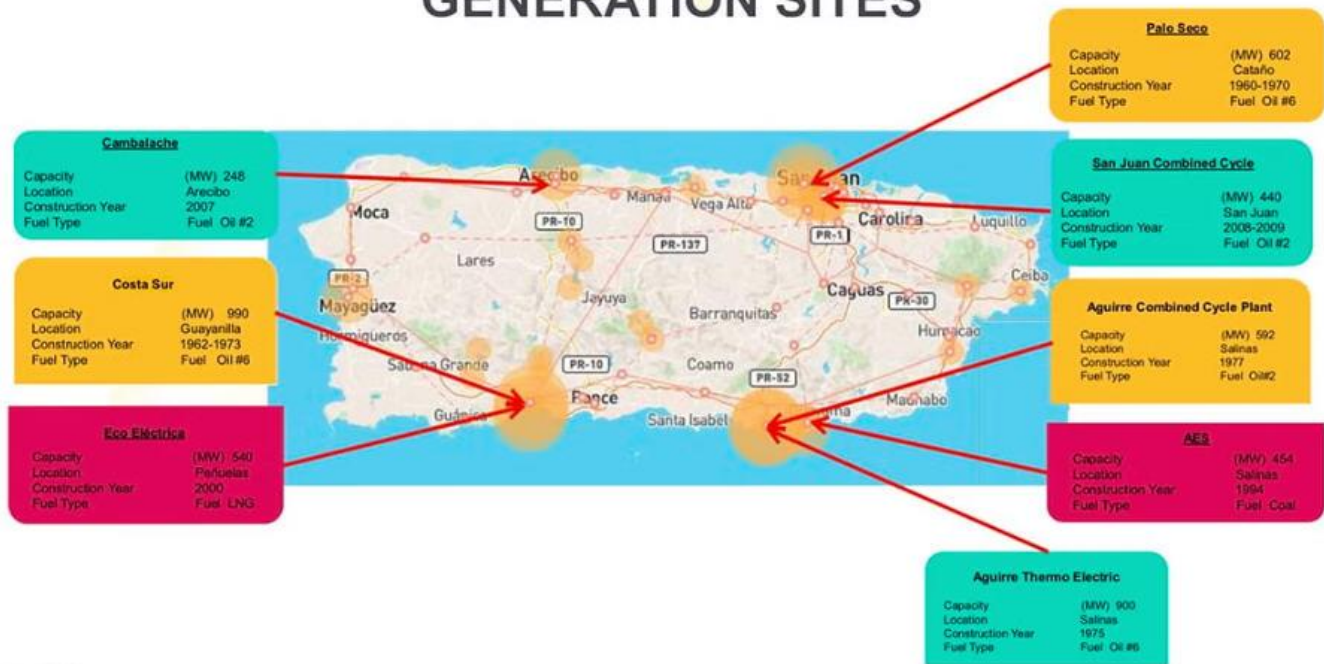 GENERATION SITES
Palo Seco
Capacity (MW) 602
Location Cataño
Construction Year 1960-1970
Fuel Type Fuel Oil #6
Cambalache
Capacity (MW) 248
Location Arecibo
Construction Year 2007
Fuel Type Fuel Oil #2
San Juan Combined Cycle
Capacity (MW) 440
Location San Juan
Construction Year 2008-2009
Fuel Type Fuel Oil #2
Costa Sur
Capacity (MW) 990
Location Guayanilla
Construction Year 1962-1973
Fuel Type Fuel Oil #6
Aguirre Combined Cycle Plant
Capacity (MW) 592
Location Salinas
Construction Year 1977
Fuel Type Fuel Oil#2
Eco Eléctrica
Capacity (MW) 540
Location Peñuelas
Construction Year 2000
Fuel Type Fuel LNG
AES
Capacity (MW) 454
Location Salinas
Construction Year 1994
Fuel Type Fuel Coal
Aguirre Thermo Electric
Capacity (MW) 900
Location Salinas
Construction Year 1975
Fuel Type Fuel Oil #6
Arecibo
Manatí
Vega Alta
San Juan
Carolina
Luquillo
Moca
PR-10
PR-137
PR-1
Lares
PR-2
Mayagüez
Jayuya
Caguas
PR-30
Ceiba
Barranquitas
Hormigueros
Humacao
Sabana Grande
PR-10
Coamo
PR-52
Guánica
Ponce
Santa Isabel
Maunabo